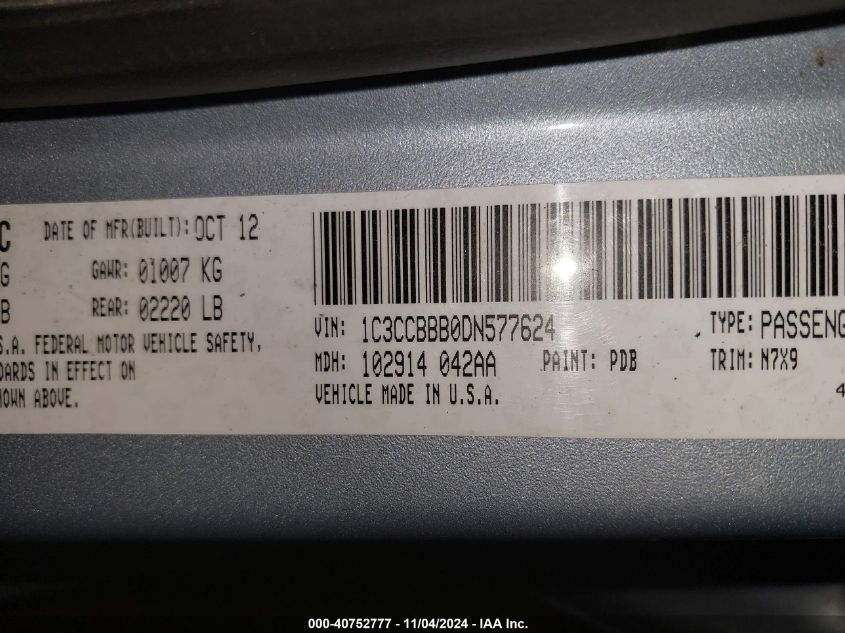 C DATE OF MFR(BUILT): OCT 12
G GAWR: 01007 KG
B REAR: 02220 LB
S.A. FEDERAL MOTOR VEHICLE SAFETY,
DARDS IN EFFECT ON
HOWN ABOVE.
VIN: 1C3CCBBB0DN577624 TYPE: PASSENG
MDH: 102914 042AA PAINT: PDB TRIM: N7X9
VEHICLE MADE IN U.S.A. 4
000-40752777 - 11/04/2024 - IAA Inc.